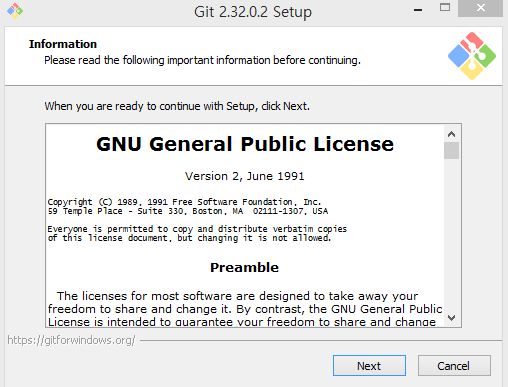 Git 2.32.0.2 Setup
Information
Please read the following important information before continuing.
When you are ready to continue with Setup, click Next.
GNU General Public License
Version 2, June 1991
Copyright (C) 1989, 1991 Free Software Foundation, Inc.
59 Temple Place - Suite 330, Boston, MA  02111-1307, USA
Everyone is permitted to copy and distribute verbatim copies
of this license document, but changing it is not allowed.
Preamble
The licenses for most software are designed to take away your
freedom to share and change it. By contrast, the GNU General Public
License is intended to guarantee your freedom to share and change
https://gitforwindows.org/
Next
Cancel